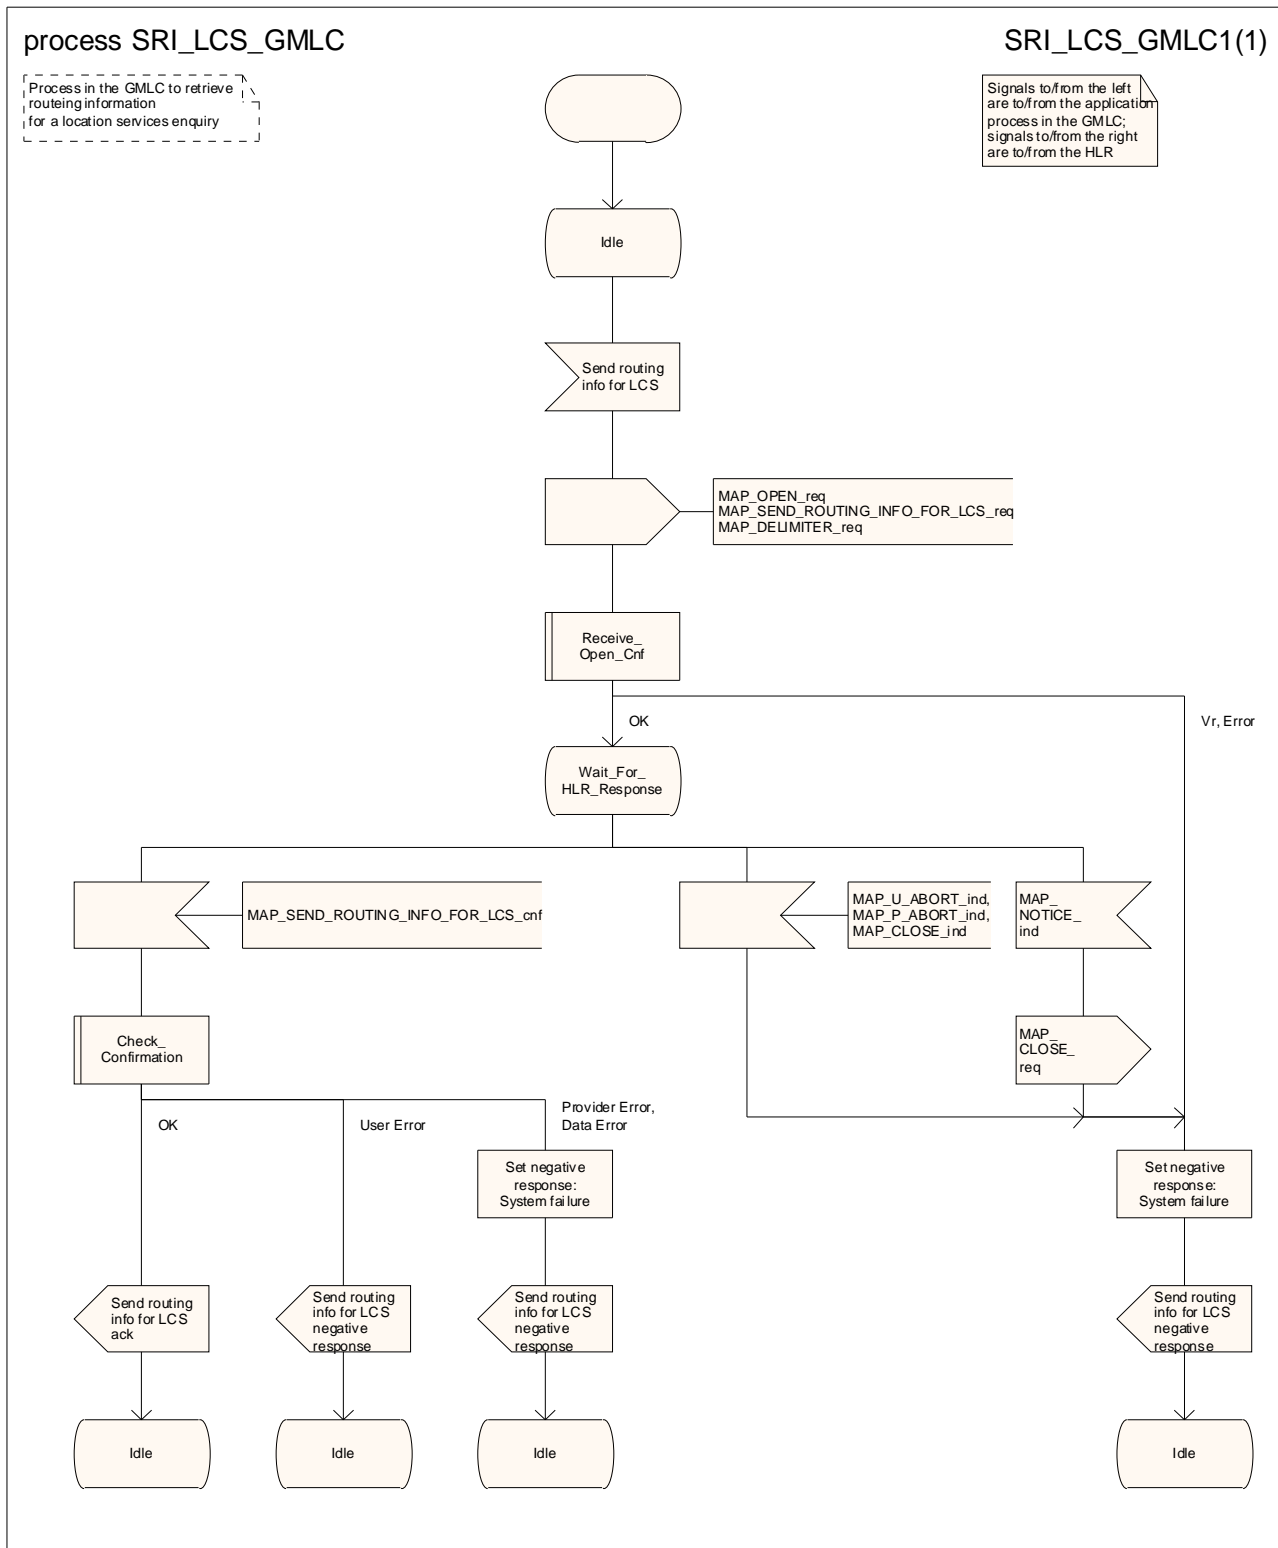 process SRI_LCS_GMLC
SRI_LCS_GMLC1(1)
Process in the GMLC to retrieve
routeing information
for a location services enquiry
Signals to/from the left
are to/from the application
process in the GMLC;
signals to/from the right
are to/from the HLR
Idle
Send routing
info for LCS
MAP_OPEN_req
MAP_SEND_ROUTING_INFO_FOR_LCS_req
MAP_DELIMITER_req
Receive_
Open_Cnf
OK
Vr, Error
Wait_For_
HLR_Response
MAP_SEND_ROUTING_INFO_FOR_LCS_cnf
MAP_U_ABORT_ind,
MAP_P_ABORT_ind,
MAP_CLOSE_ind
MAP_
NOTICE_
ind
Check_
Confirmation
MAP_
CLOSE_
req
OK
User Error
Provider Error,
Data Error
Set negative
response:
System failure
Set negative
response:
System failure
Send routing
info for LCS
ack
Send routing
info for LCS
negative
response
Send routing
info for LCS
negative
response
Send routing
info for LCS
negative
response
Idle
Idle
Idle
Idle